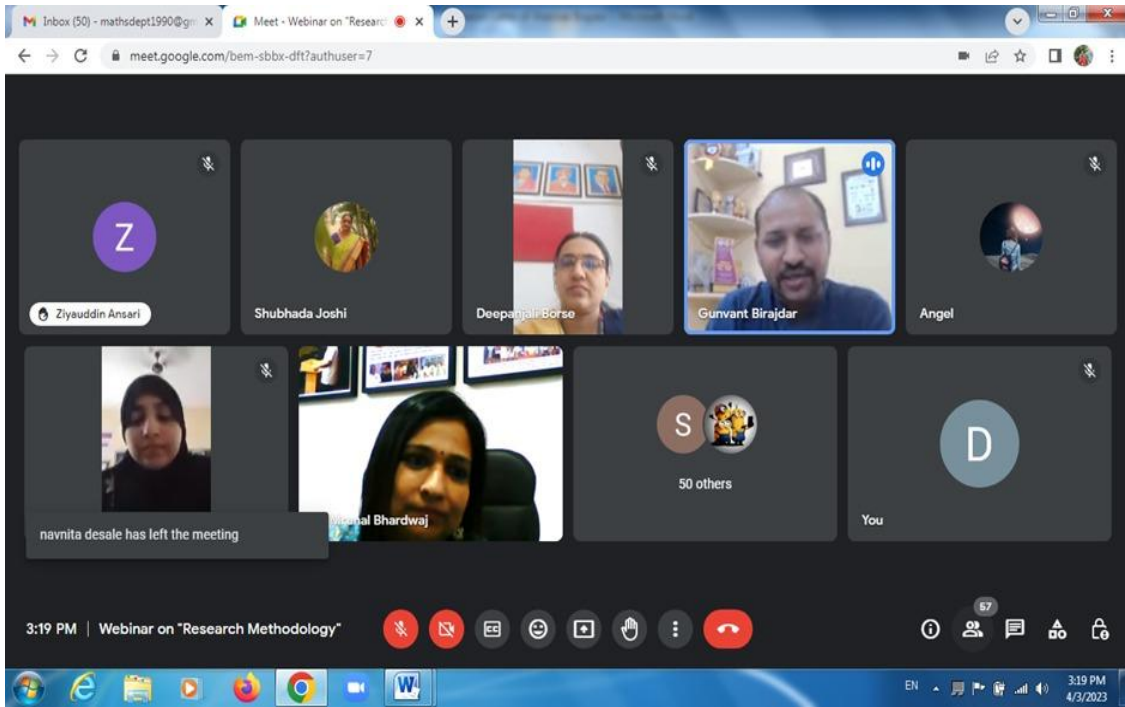 Inbox (50) - mathsdept1990@gm
Meet - Webinar on "Researc
meet.google.com/bem-sbbx-dft?authuser=7
Z
Ziyauddin Ansari
Shubhada Joshi
Deepanjali Borse
Gunvant Birajdar
Angel
Bhardwaj
navnita desale has left the meeting
S
50 others
D
You
57
3:19 PM | Webinar on "Research Methodology"
CC
W
EN
3:19 PM
4/3/2023